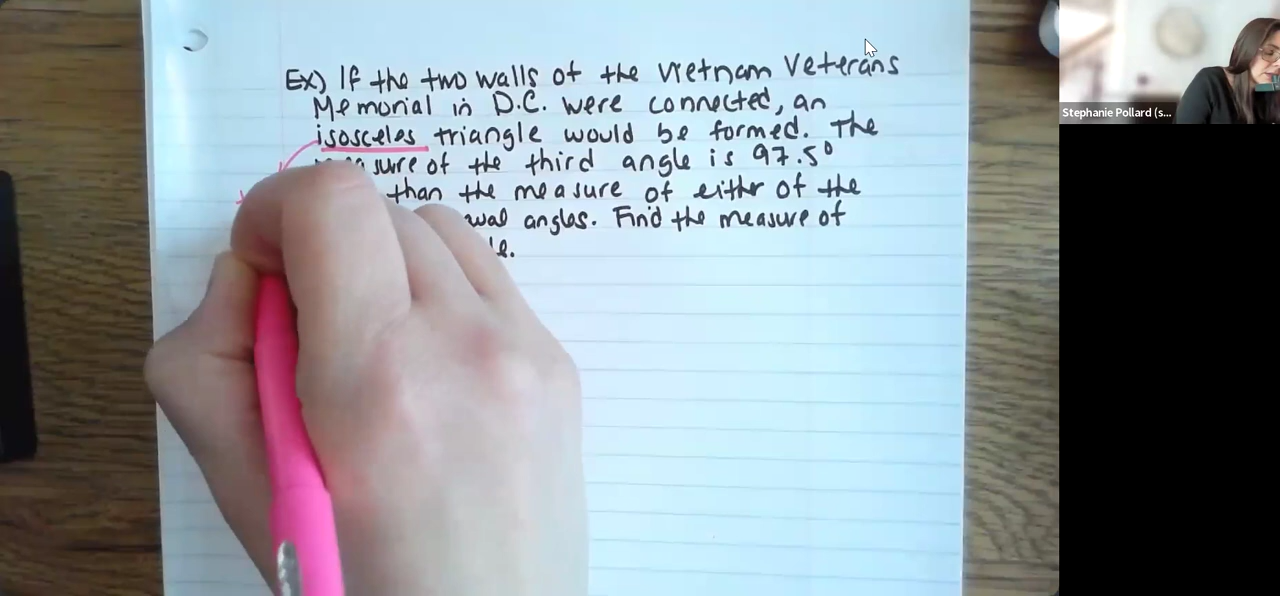 Ex) If the two walls of the Vietnam Veterans
Memorial in D.C. were connected, an
isosceles triangle would be formed. The
of the third angle is 97.5°
than the measure of either of the
angles. Find the measure of
Stephanie Pollard (s...